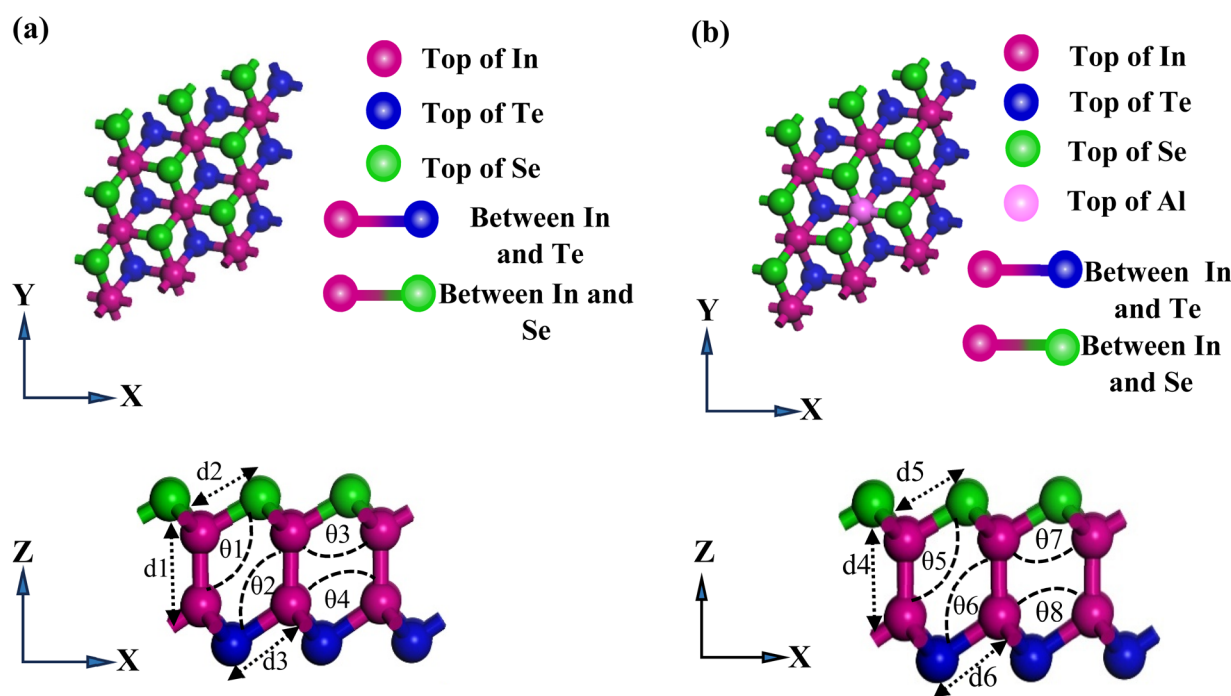 (a)
Top of In
Top of Te
Top of Se
Between In
and Te
Between In and
Se
Y
X
d2
θ1
θ3
Z
d1
θ2
θ4
d3
X
(b)
Top of In
Top of Te
Top of Se
Top of Al
Between In
and Te
Between In
and Se
Y
X
d5
θ7
Z
d4
θ5
θ6
θ8
d6
X